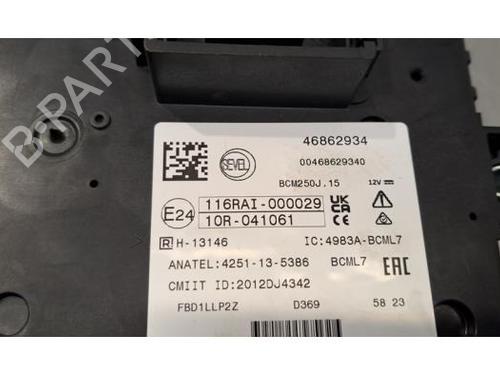 B-PARTS
46862934
SEVEL
00468629340
BCM250J.15 12V
E24 116RAI-000029 UK CA
10R-041061 CE
R H-13146 IC:4983A-BCML7
ANATEL:4251-13-5386 BCML7 EAC
CMIIT ID:2012DJ4342
FBD1LLP2Z D369 58 23